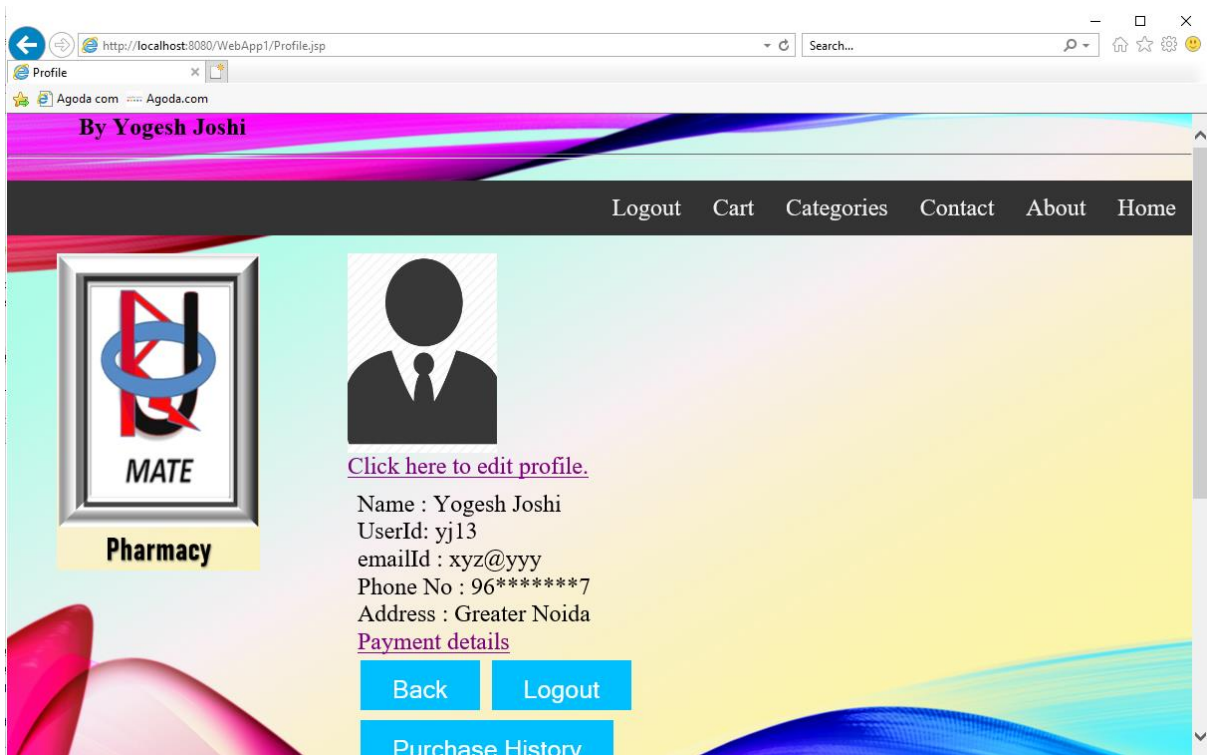 http://localhost:8080/WebApp1/Profile.jsp Search...
Profile
Agoda com Agoda.com
By Yogesh Joshi
Logout Cart Categories Contact About Home
MATE
Pharmacy
Click here to edit profile.
Name : Yogesh Joshi
UserId: yj13
emailId : xyz@yyy
Phone No : 96*******7
Address : Greater Noida
Payment details
Back Logout
Purchase History